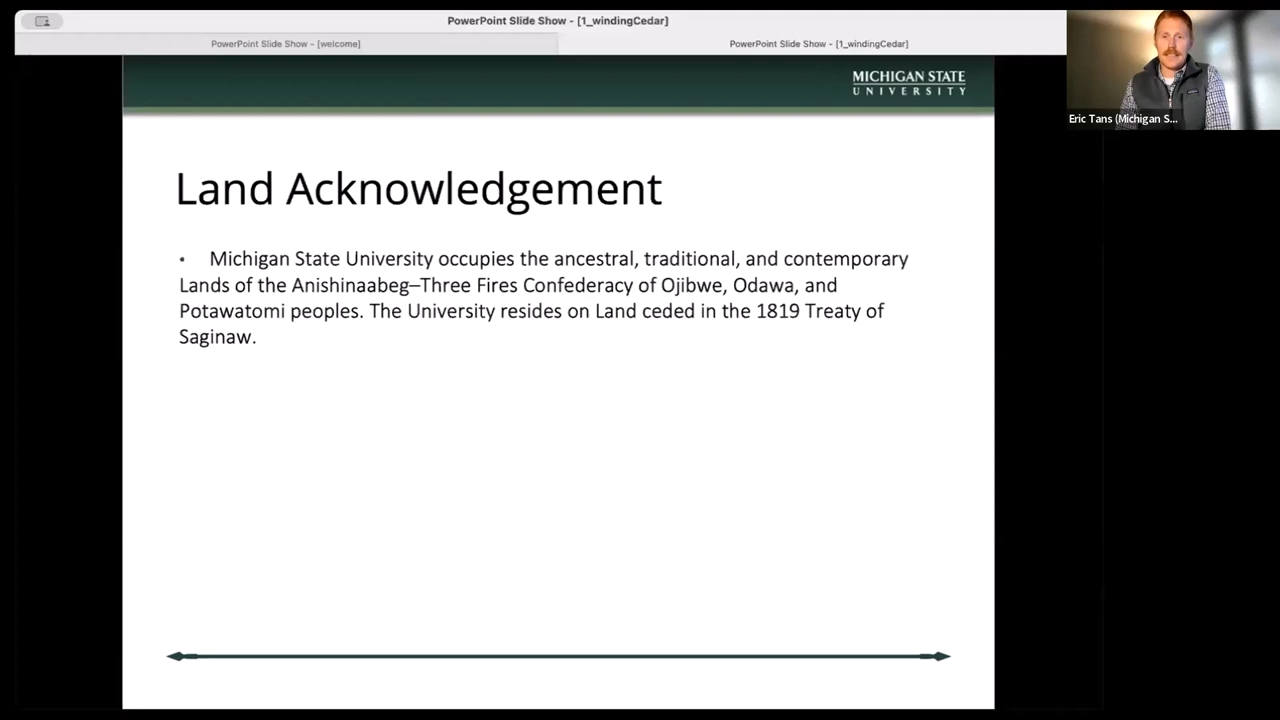 PowerPoint Slide Show - [1_windingCedar]
PowerPoint Slide Show - [welcome]
PowerPoint Slide Show - [1_windingCedar]
MICHIGAN STATE
UNIVERSITY
Eric Tans (Michigan S...
Land Acknowledgement
• Michigan State University occupies the ancestral, traditional, and contemporary
Lands of the Anishinaabeg–Three Fires Confederacy of Ojibwe, Odawa, and
Potawatomi peoples. The University resides on Land ceded in the 1819 Treaty of
Saginaw.